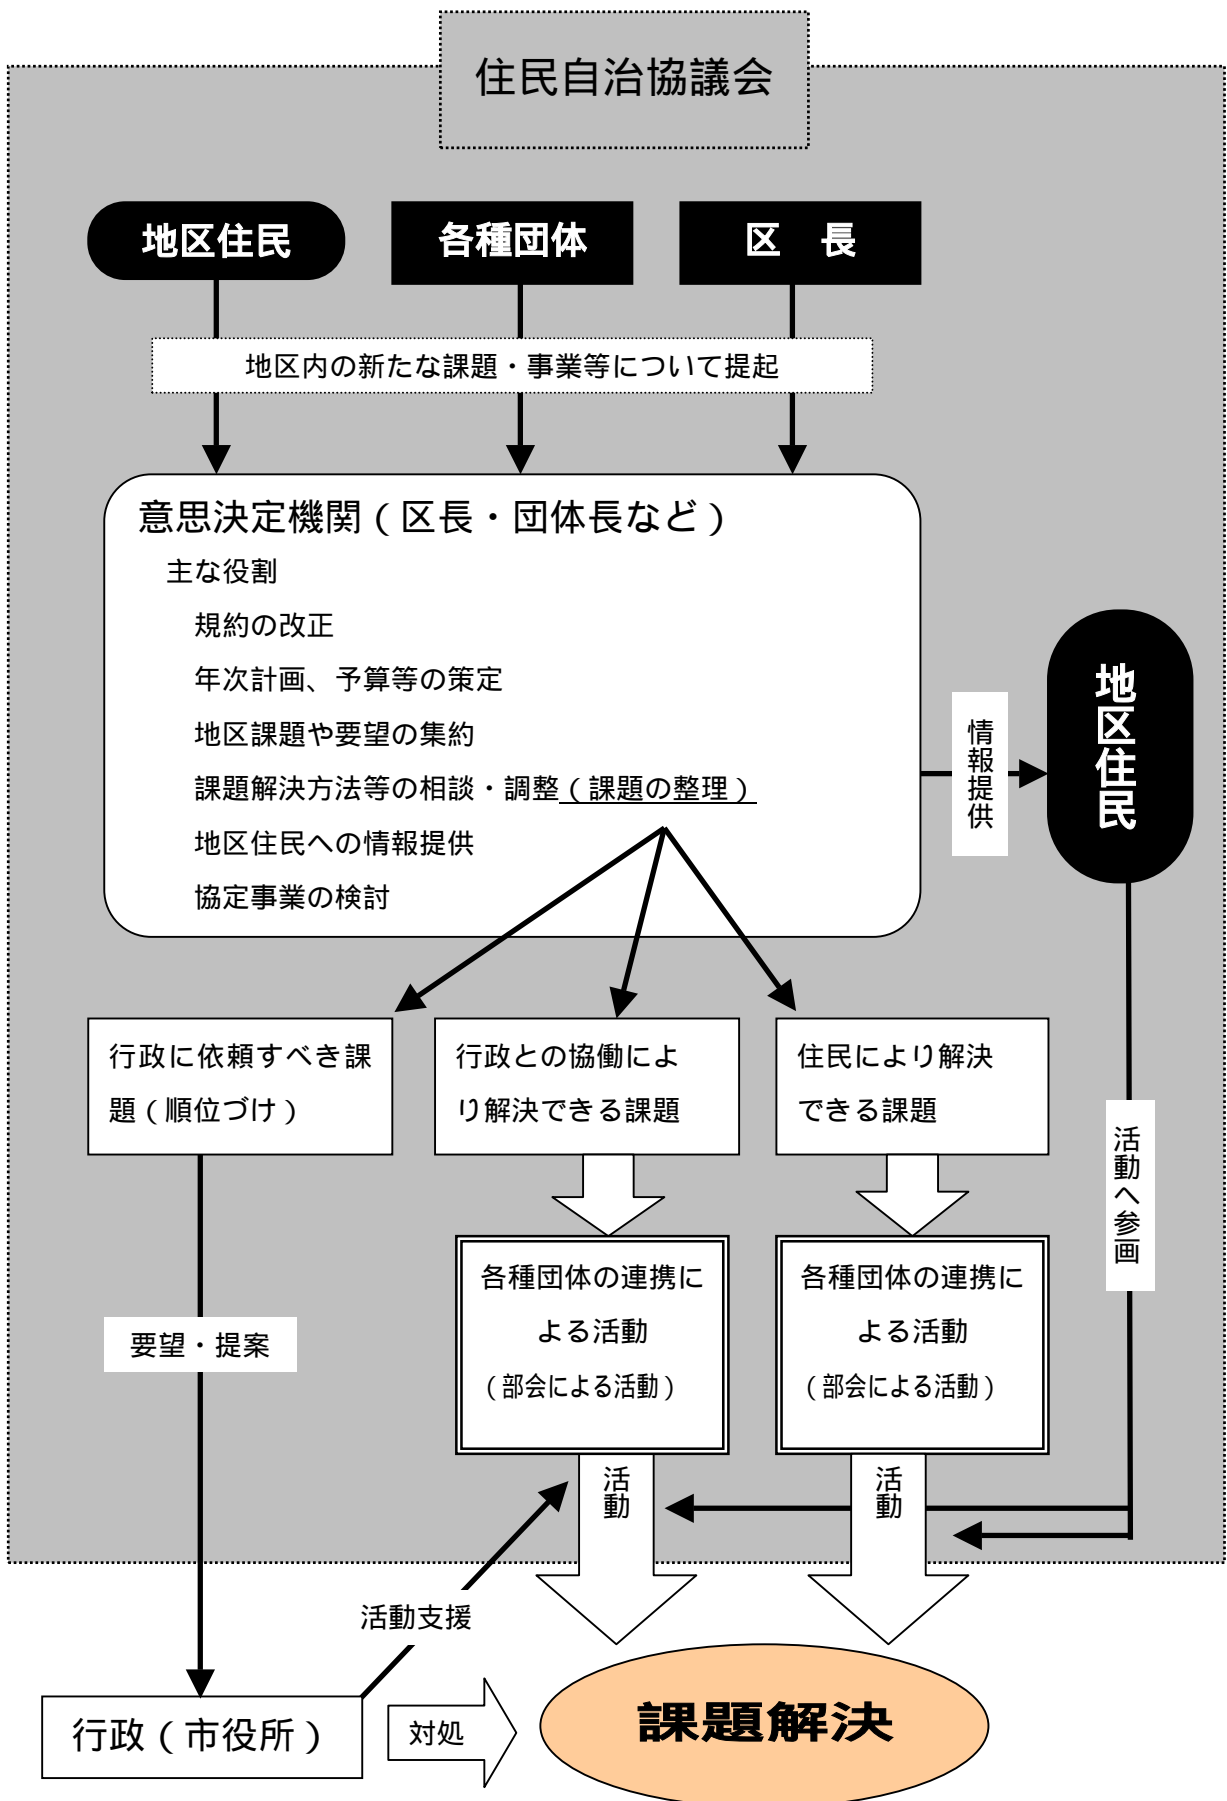 住民自治協議会
地区住民
各種団体
区　長
地区内の新たな課題・事業等について提起
意思決定機関（区長・団体長など）
主な役割
規約の改正
年次計画、予算等の策定
地区課題や要望の集約
課題解決方法等の相談・調整（課題の整理）
地区住民への情報提供
協定事業の検討
情報提供
地区住民
行政に依頼すべき課
題（順位づけ）
行政との協働によ
り解決できる課題
住民により解決
できる課題
活動へ参画
各種団体の連携に
よる活動
（部会による活動）
各種団体の連携に
よる活動
（部会による活動）
要望・提案
活動
活動
活動支援
行政（市役所）
対処
課題解決